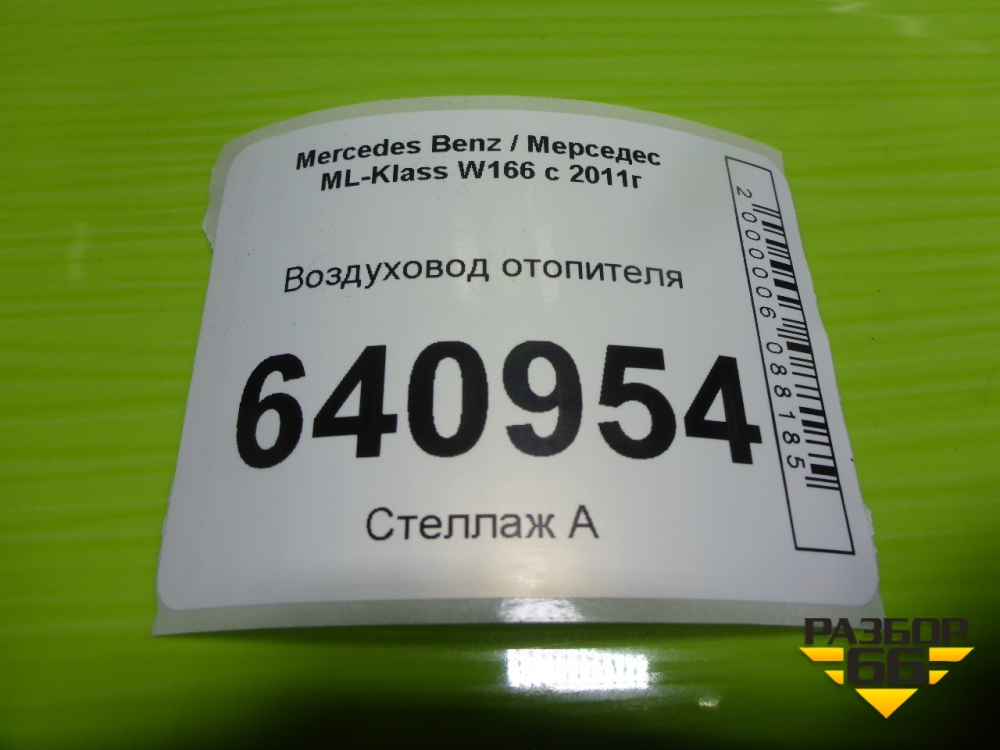 Mercedes Benz / Мерседес
ML-Klass W166 с 2011г
Воздуховод отопителя
640954
Стеллаж А
2000006088185
РАЗБОР
66